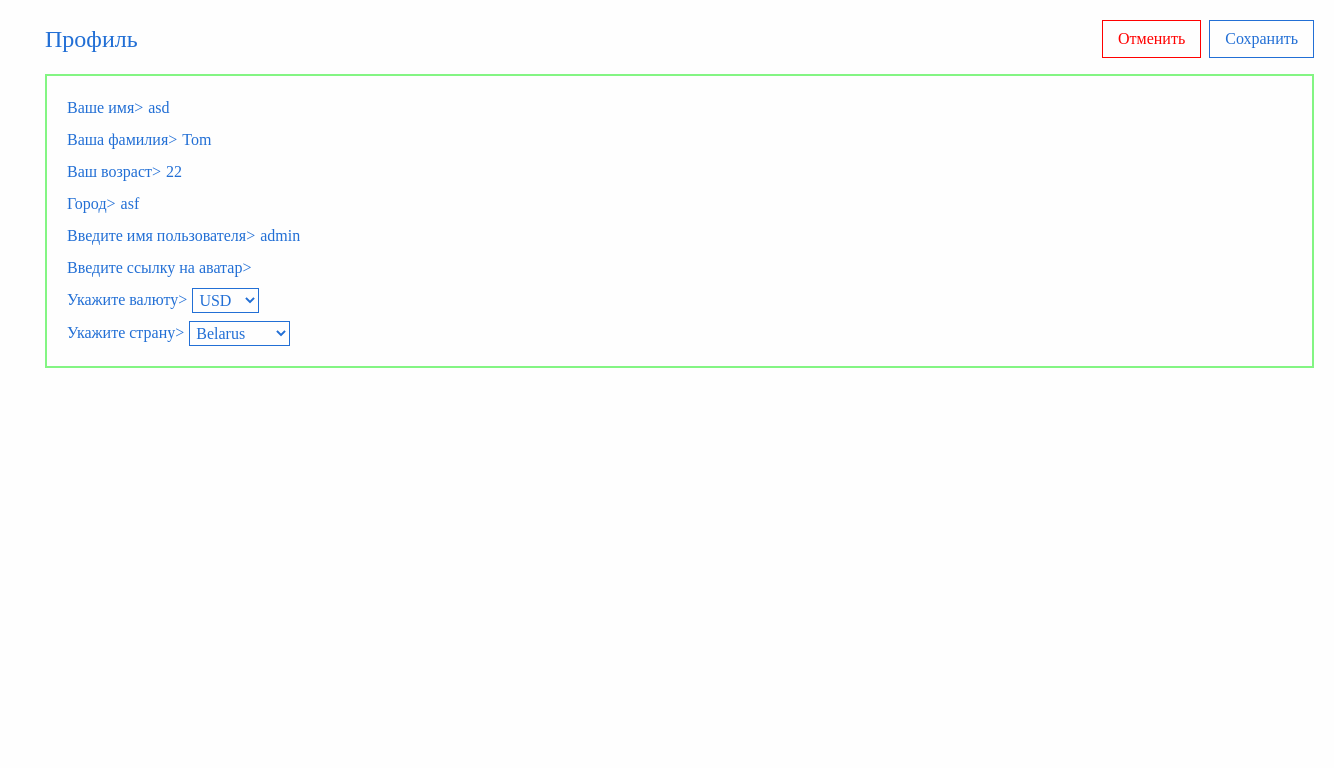 Профиль
Отменить
Сохранить
Ваше имя> asd
Ваша фамилия> Tom
Ваш возраст> 22
Город> asf
Введите имя пользователя> admin
Введите ссылку на аватар>
Укажите валюту> USD
Укажите страну> Belarus